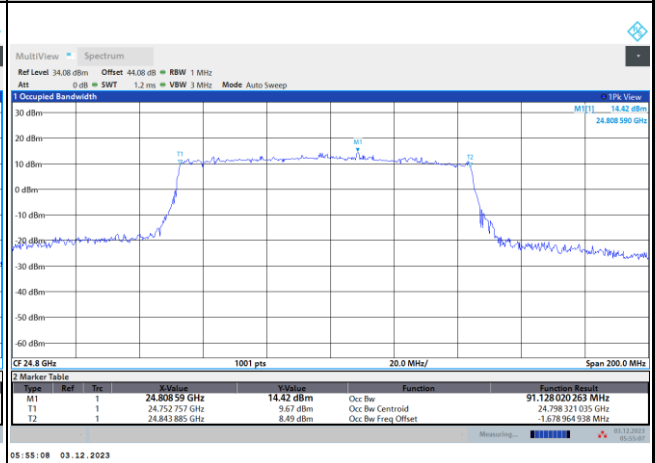 MultiView Spectrum
Ref Level 34.08 dBm Offset 44.08 dB RBW 1 MHz
Att 0 dB SWT 1.2 ms VBW 3 MHz Mode Auto Sweep
1 Occupied Bandwidth 1Pk View
M1[1] 14.42 dBm
24.808 590 GHz
30 dBm
20 dBm
M1
T1
T2
10 dBm
0 dBm
-10 dBm
-20 dBm
-30 dBm
-40 dBm
-50 dBm
-60 dBm
CF 24.8 GHz 1001 pts 20.0 MHz/ Span 200.0 MHz
2 Marker Table
Type Ref Trc X-Value Y-Value Function Function Result
M1 1 24.808 59 GHz 14.42 dBm Occ Bw 91.128 020 263 MHz
T1 1 24.752 757 GHz 9.67 dBm Occ Bw Centroid 24.798 321 035 GHz
T2 1 24.843 885 GHz 8.49 dBm Occ Bw Freq Offset -1.678 964 938 MHz
Measuring... 03.12.2023
05:55:07
05:55:08 03.12.2023